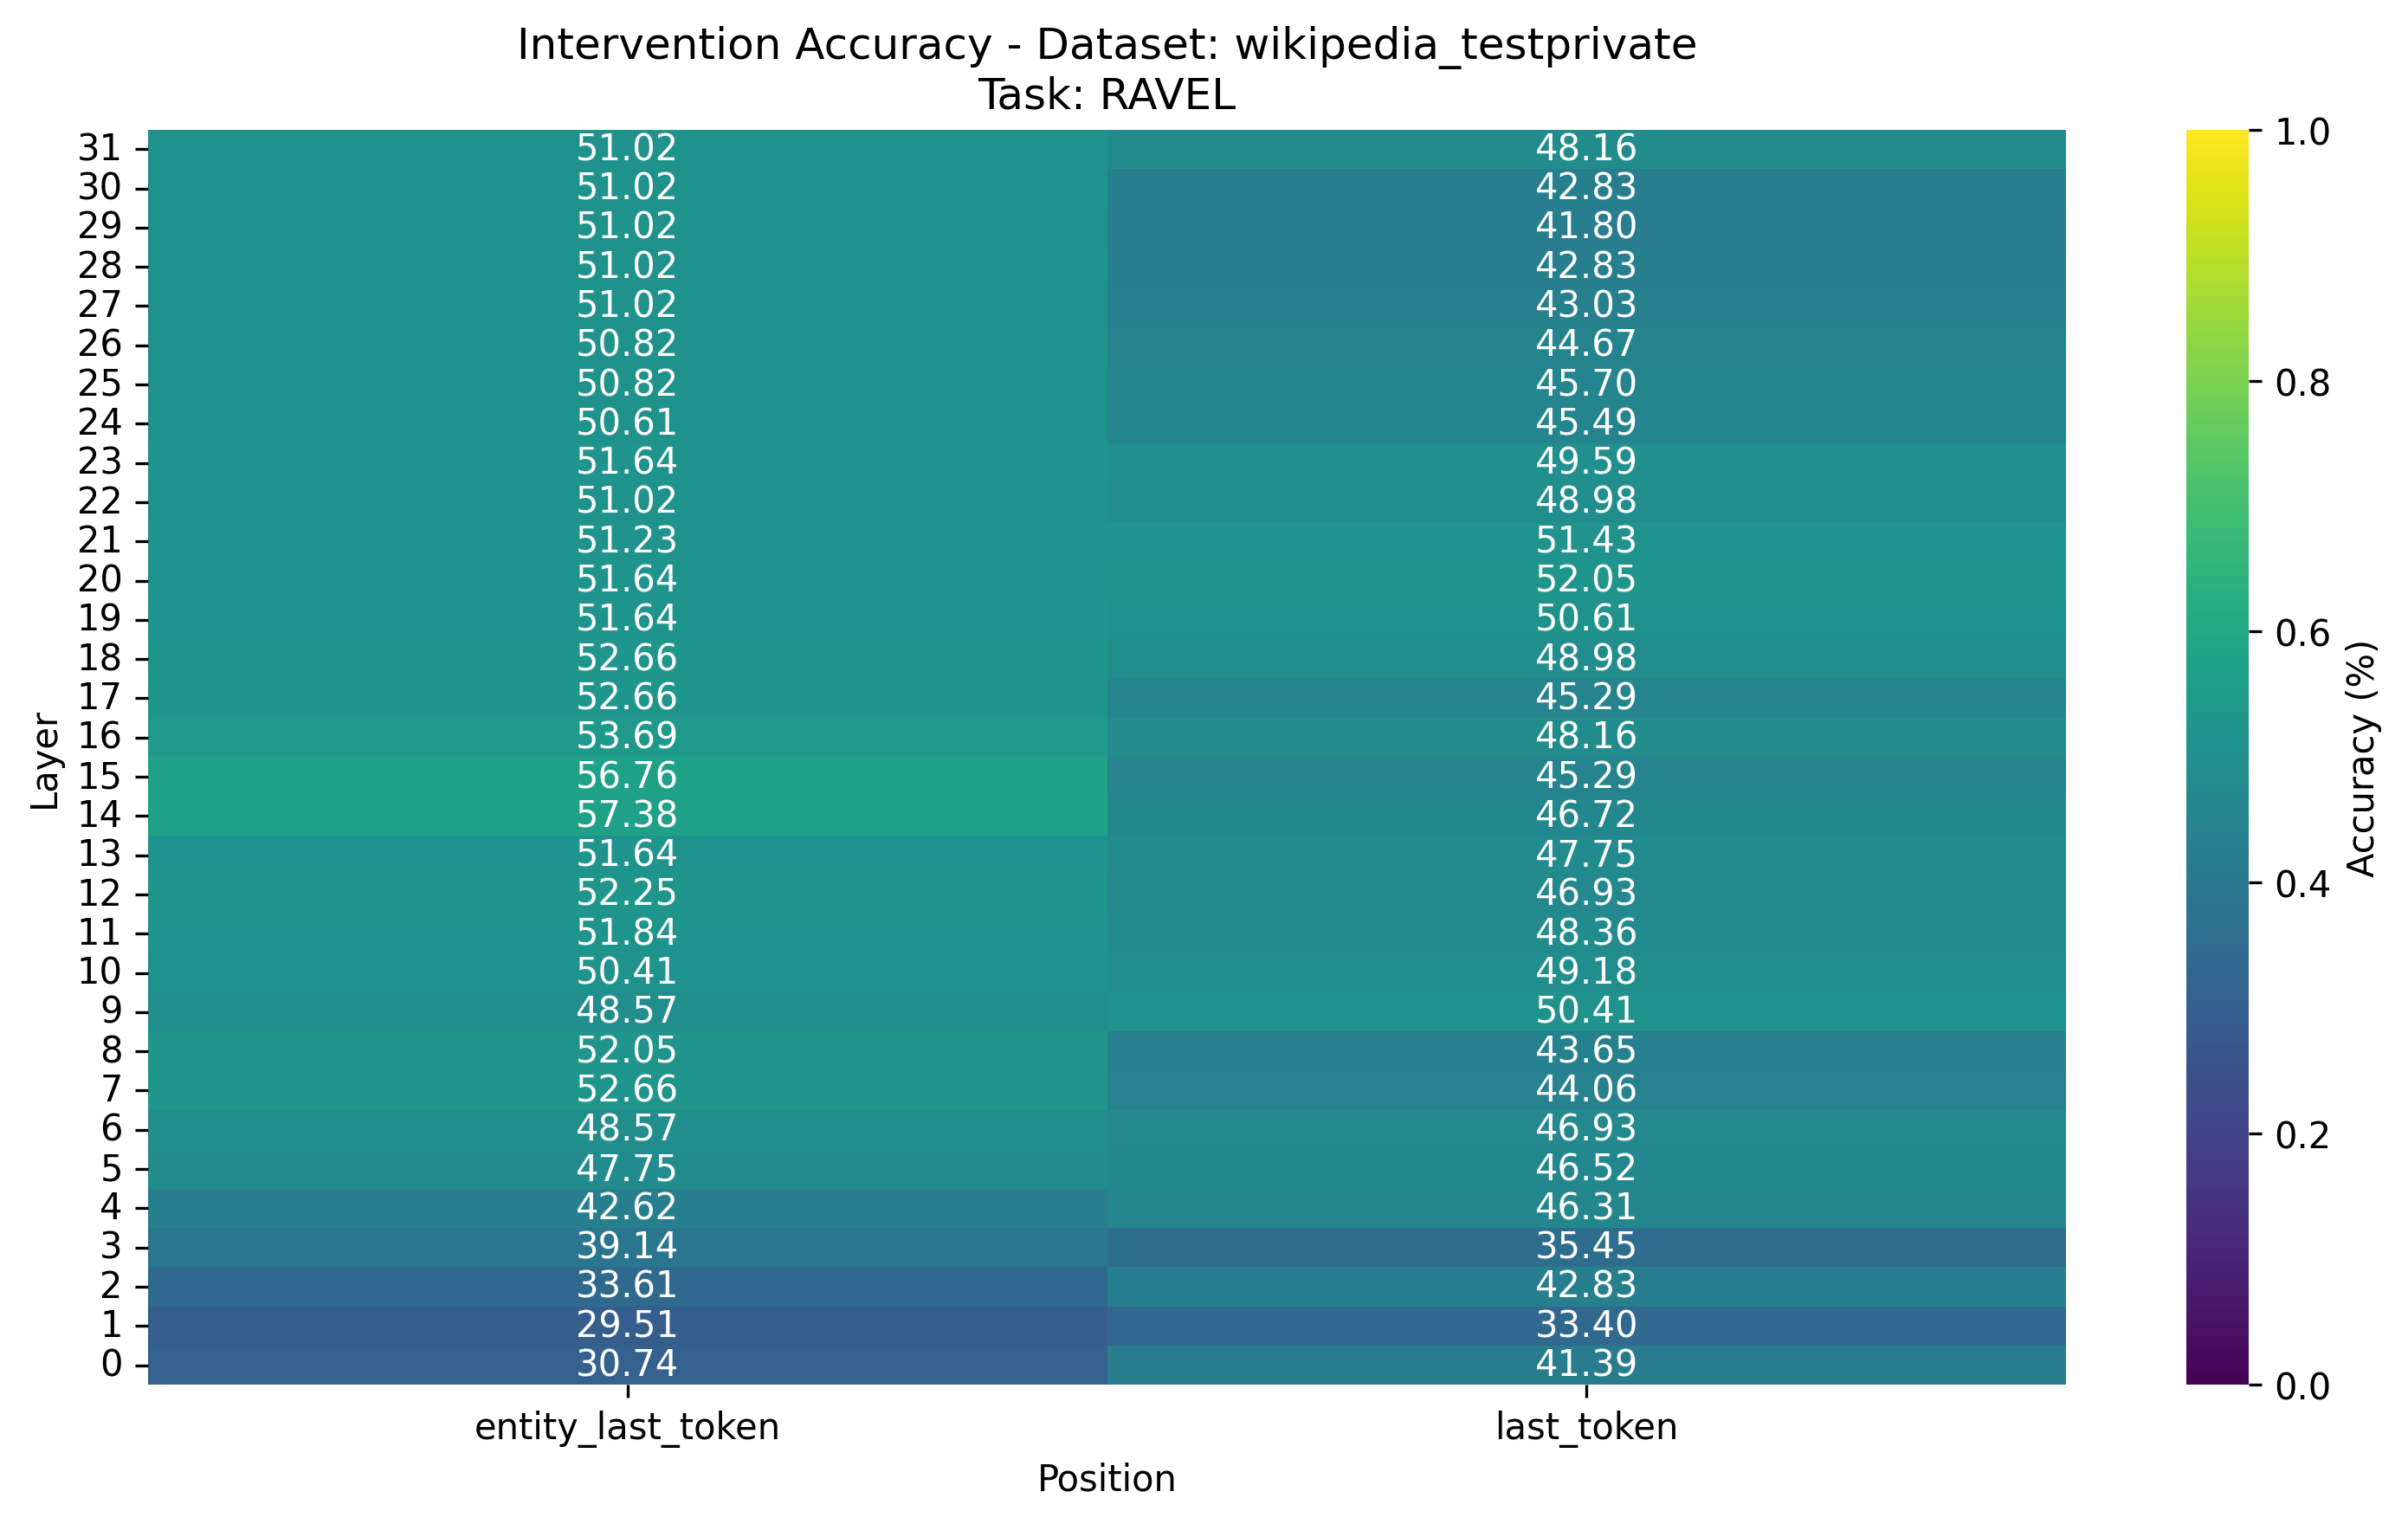 Intervention Accuracy - Dataset: wikipedia_testprivate
Task: RAVEL
31 51.02 48.16
30 51.02 42.83
29 51.02 41.80
28 51.02 42.83
27 51.02 43.03
26 50.82 44.67
25 50.82 45.70
24 50.61 45.49
23 51.64 49.59
22 51.02 48.98
21 51.23 51.43
20 51.64 52.05
19 51.64 50.61
18 52.66 48.98
17 52.66 45.29
16 53.69 48.16
15 56.76 45.29
14 57.38 46.72
13 51.64 47.75
12 52.25 46.93
11 51.84 48.36
10 50.41 49.18
9 48.57 50.41
8 52.05 43.65
7 52.66 44.06
6 48.57 46.93
5 47.75 46.52
4 42.62 46.31
3 39.14 35.45
2 33.61 42.83
1 29.51 33.40
0 30.74 41.39
entity_last_token last_token
Position
Layer
1.0
0.8
0.6
0.4
0.2
0.0
Accuracy (%)